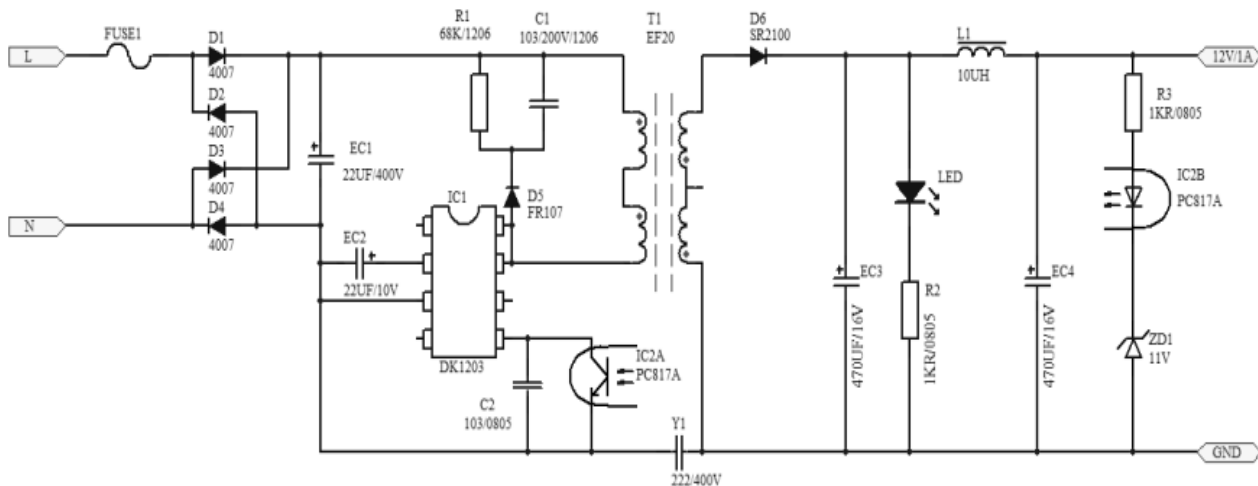 FUSE1
L
D1
4007
D2
4007
D3
4007
D4
4007
N
EC1
22UF/400V
R1
68K/1206
C1
103/200V/1206
T1
EF20
D5
FR107
IC1
DK1203
EC2
22UF/10V
C2
103/0805
IC2A
PC817A
Y1
222/400V
D6
SR2100
L1
10UH
12V/1A
LED
R2
1KR/0805
EC3
470UF/16V
EC4
470UF/16V
R3
1KR/0805
IC2B
PC817A
ZD1
11V
GND